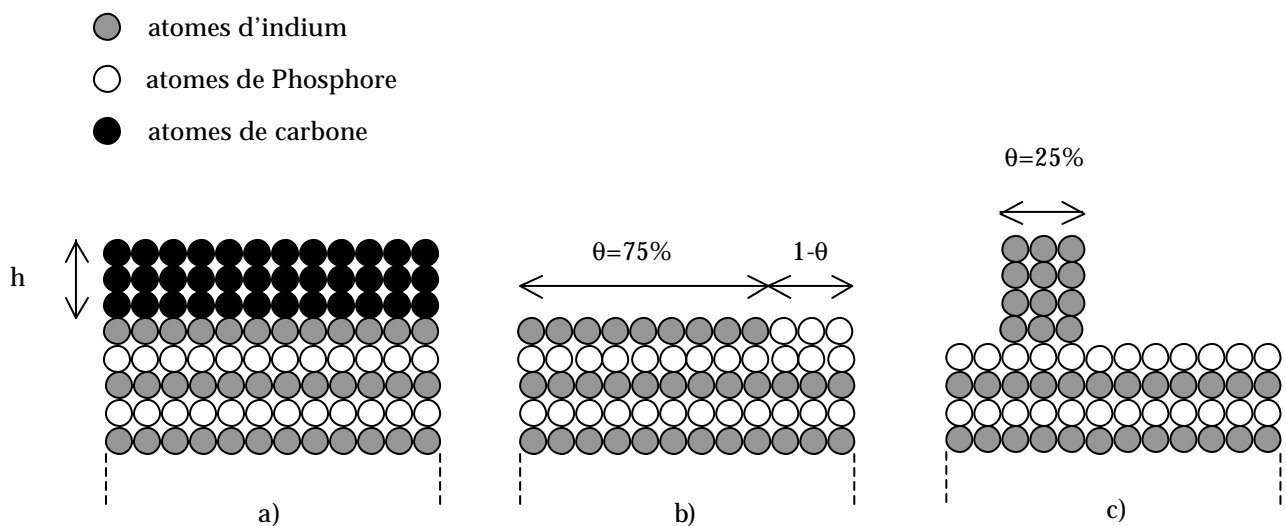 atomes d'indium
atomes de Phosphore
atomes de carbone
θ=25%
h
θ=75%
1-θ
a)
b)
c)